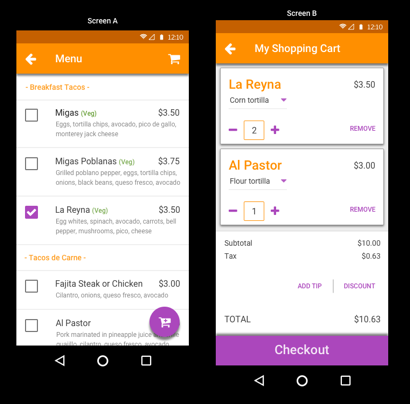 Screen A
12:10
Menu
- Breakfast Tacos -
Migas (Veg) $3.50
Eggs, tortilla chips, avocado, pico de gallo,
monterey jack cheese
Migas Poblanas (Veg) $3.75
Grilled poblano pepper, eggs, tortilla chips,
onions, black beans, queso fresco, avocado
La Reyna (Veg) $3.50
Egg whites, spinach, avocado, carrots, bell
pepper, mushrooms, pico, cheese
- Tacos de Carne -
Fajita Steak or Chicken $3.00
Cilantro, onions, queso fresco, avocado
Al Pastor
Pork marinated in pineapple juice
guajillo, cilantro, queso fresco
Screen B
12:10
My Shopping Cart
La Reyna $3.50
Corn tortilla
2
REMOVE
Al Pastor $3.00
Flour tortilla
1
REMOVE
Subtotal $10.00
Tax $0.63
ADD TIP DISCOUNT
TOTAL $10.63
Checkout